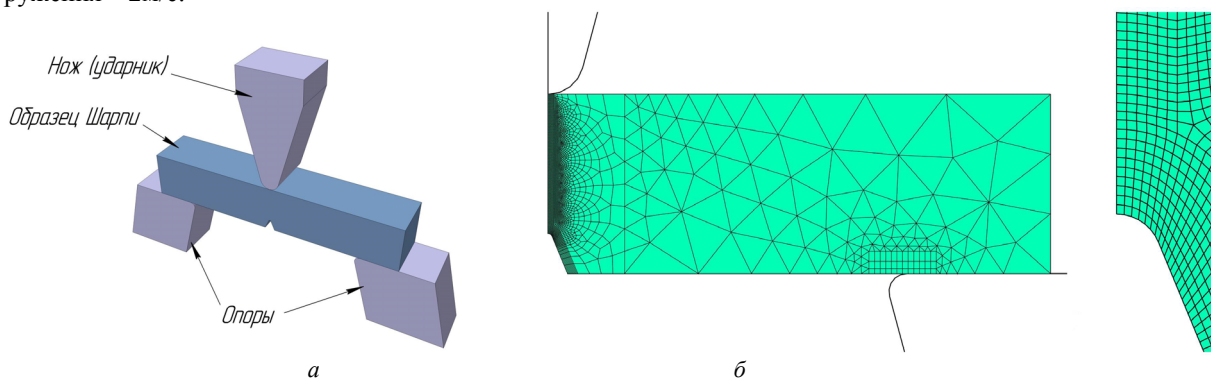 Нож (ударник)
Образец Шарпи
Опоры
а
б